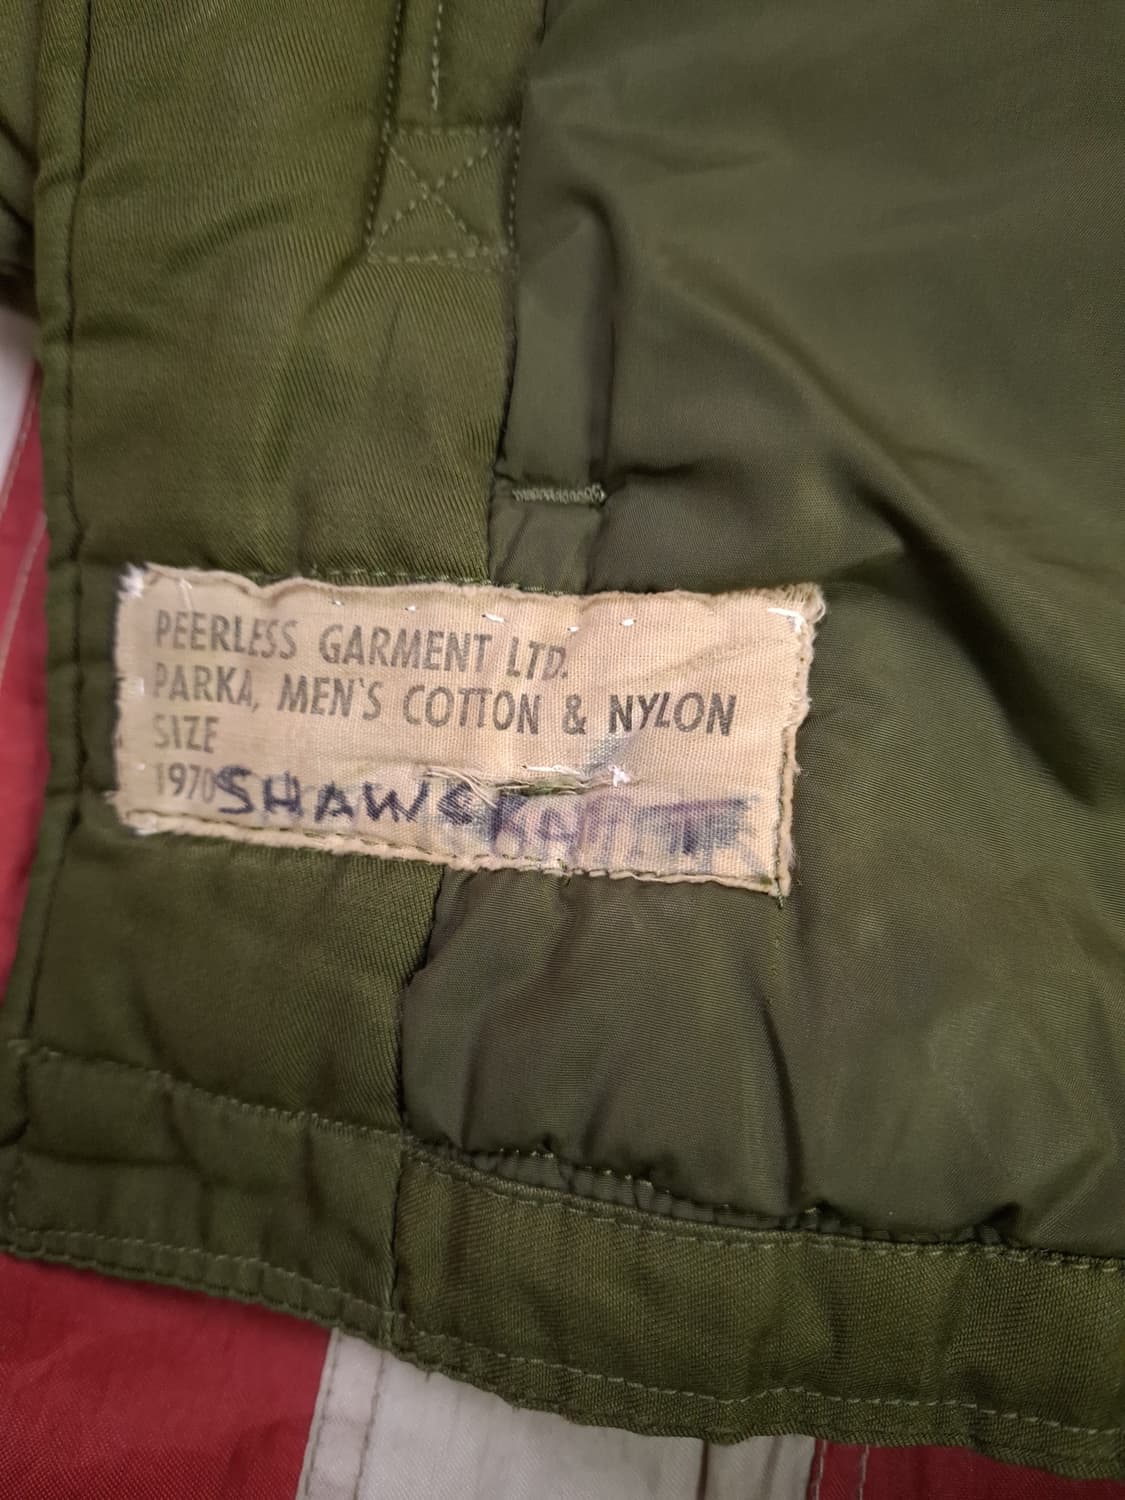 PEERLESS GARMENT LTD.
PARKA, MEN'S COTTON & NYLON
SIZE
1970